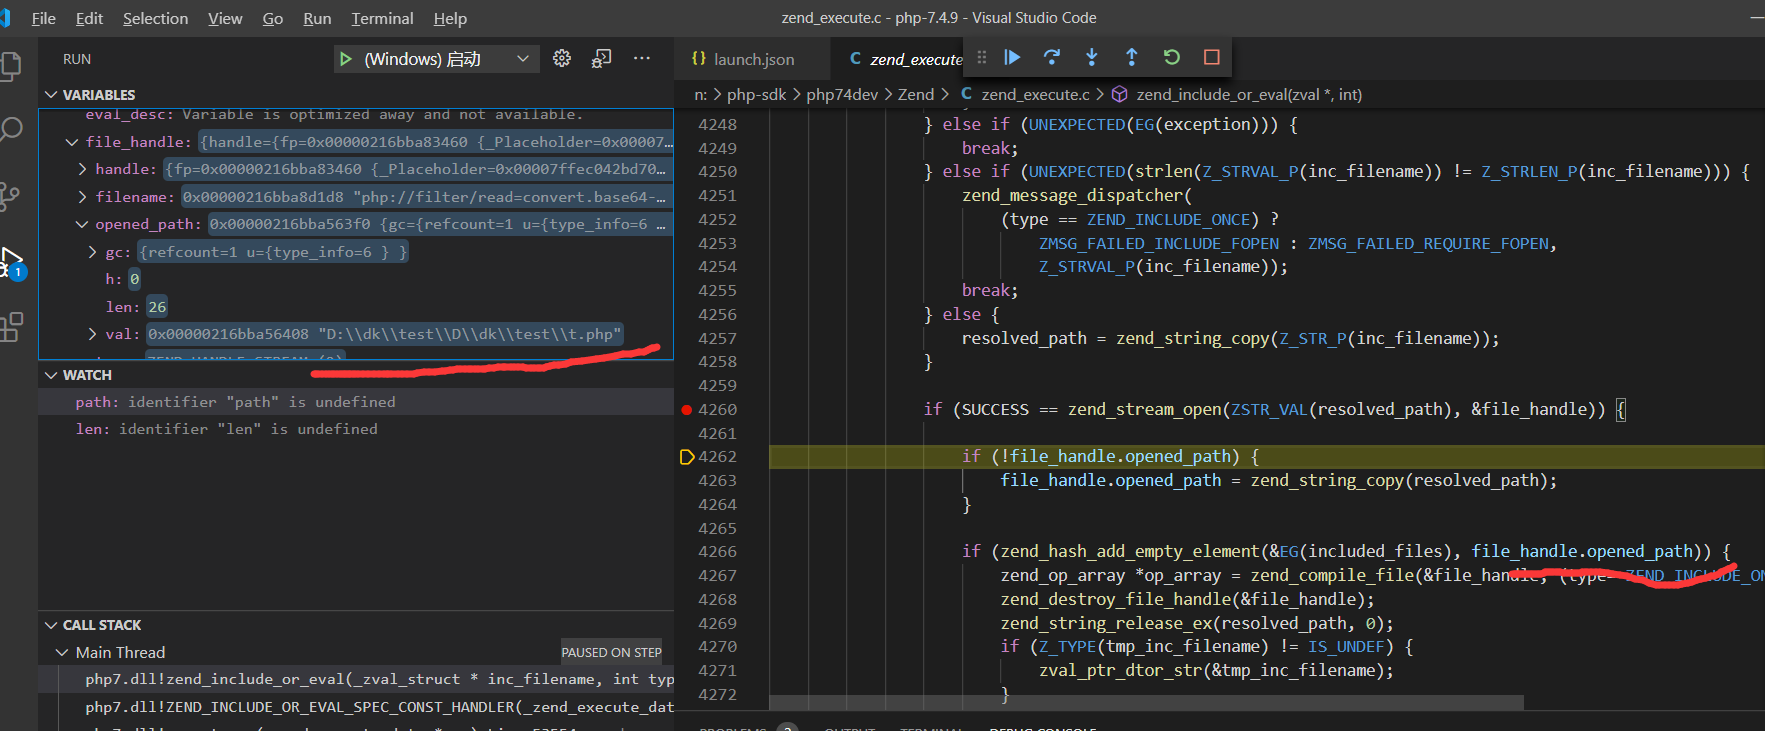 File Edit Selection View Go Run Terminal Help
zend_execute.c - php-7.4.9 - Visual Studio Code
RUN
(Windows) 启动
VARIABLES
eval_desc: Variable is optimized away and not available.
file_handle: {handle={fp=0x00000216bba83460 {_Placeholder=0x00007...
handle: {fp=0x00000216bba83460 {_Placeholder=0x00007ffec042bd70...
filename: 0x00000216bba8d1d8 "php://filter/read=convert.base64-...
opened_path: 0x00000216bba563f0 {gc={refcount=1 u={type_info=6 ...
gc: {refcount=1 u={type_info=6 } }
h: 0
len: 26
val: 0x00000216bba56408 "D:\\dk\\test\\D\\dk\\test\\t.php"
WATCH
path: identifier "path" is undefined
len: identifier "len" is undefined
CALL STACK
Main Thread PAUSED ON STEP
php7.dll!zend_include_or_eval(_zval_struct * inc_filename, int typ
php7.dll!ZEND_INCLUDE_OR_EVAL_SPEC_CONST_HANDLER(_zend_execute_dat
1
{} launch.json
C zend_execute
n: > php-sdk > php74dev > Zend > C zend_execute.c > zend_include_or_eval(zval *, int)
4248 } else if (UNEXPECTED(EG(exception))) {
4249 break;
4250 } else if (UNEXPECTED(strlen(Z_STRVAL_P(inc_filename)) != Z_STRLEN_P(inc_filename))) {
4251 zend_message_dispatcher(
4252 (type == ZEND_INCLUDE_ONCE) ?
4253 ZMSG_FAILED_INCLUDE_FOPEN : ZMSG_FAILED_REQUIRE_FOPEN,
4254 Z_STRVAL_P(inc_filename));
4255 break;
4256 } else {
4257 resolved_path = zend_string_copy(Z_STR_P(inc_filename));
4258 }
4259
4260 if (SUCCESS == zend_stream_open(ZSTR_VAL(resolved_path), &file_handle)) {
4261
4262 if (!file_handle.opened_path) {
4263 file_handle.opened_path = zend_string_copy(resolved_path);
4264 }
4265
4266 if (zend_hash_add_empty_element(&EG(included_files), file_handle.opened_path)) {
4267 zend_op_array *op_array = zend_compile_file(&file_handle, (type==ZEND_INCLUDE_ON
4268 zend_destroy_file_handle(&file_handle);
4269 zend_string_release_ex(resolved_path, 0);
4270 if (Z_TYPE(tmp_inc_filename) != IS_UNDEF) {
4271 zval_ptr_dtor_str(&tmp_inc_filename);
4272 }